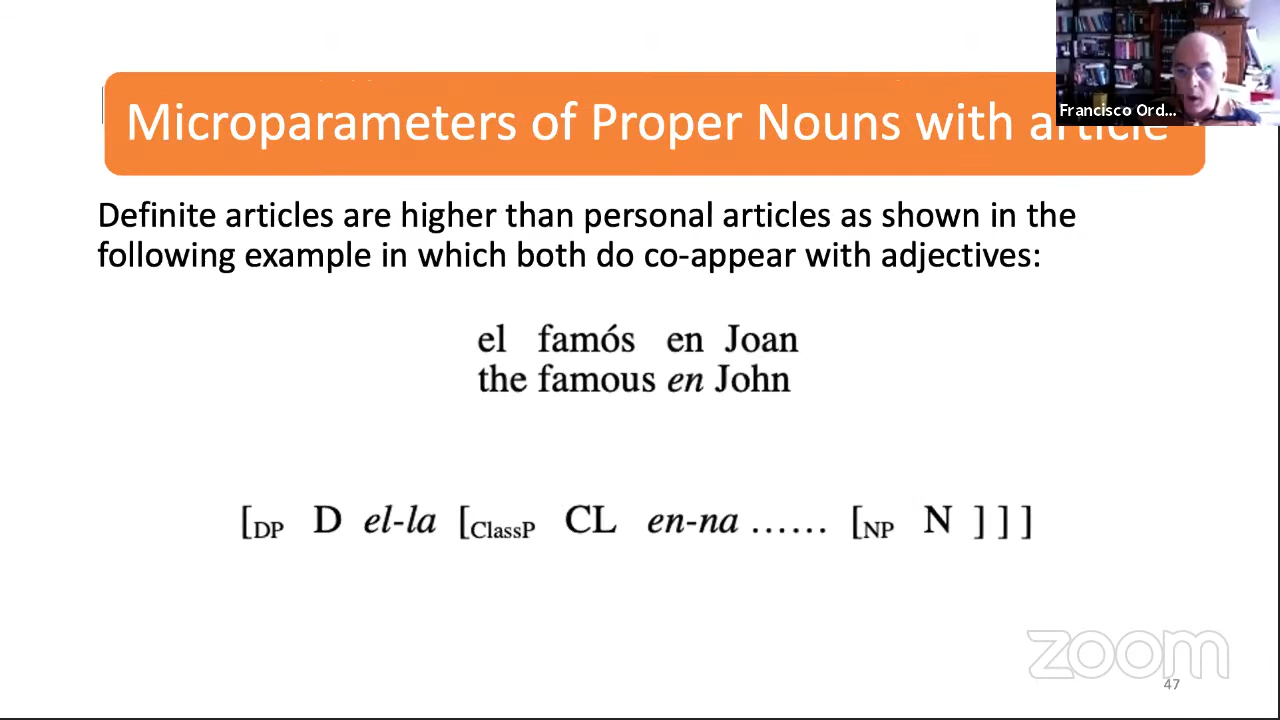 Microparameters of Proper Nouns with article
Francisco Ord...
Definite articles are higher than personal articles as shown in the
following example in which both do co-appear with adjectives:
el famós en Joan
the famous en John
[DP D el-la [ClassP CL en-na ...... [NP N ] ] ]
zoom
47